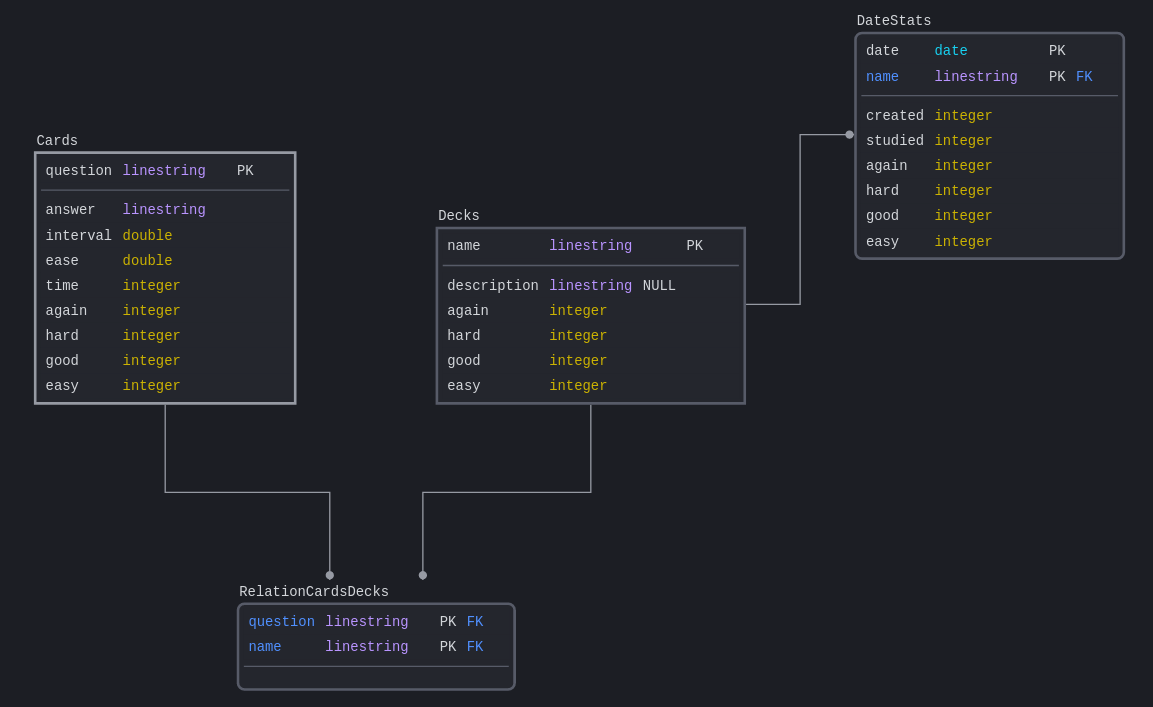 DateStats
date date PK
name linestring PK FK
created integer
studied integer
again integer
hard integer
good integer
easy integer
Cards
question linestring PK
answer linestring
interval double
ease double
time integer
again integer
hard integer
good integer
easy integer
Decks
name linestring PK
description linestring NULL
again integer
hard integer
good integer
easy integer
RelationCardsDecks
question linestring PK FK
name linestring PK FK